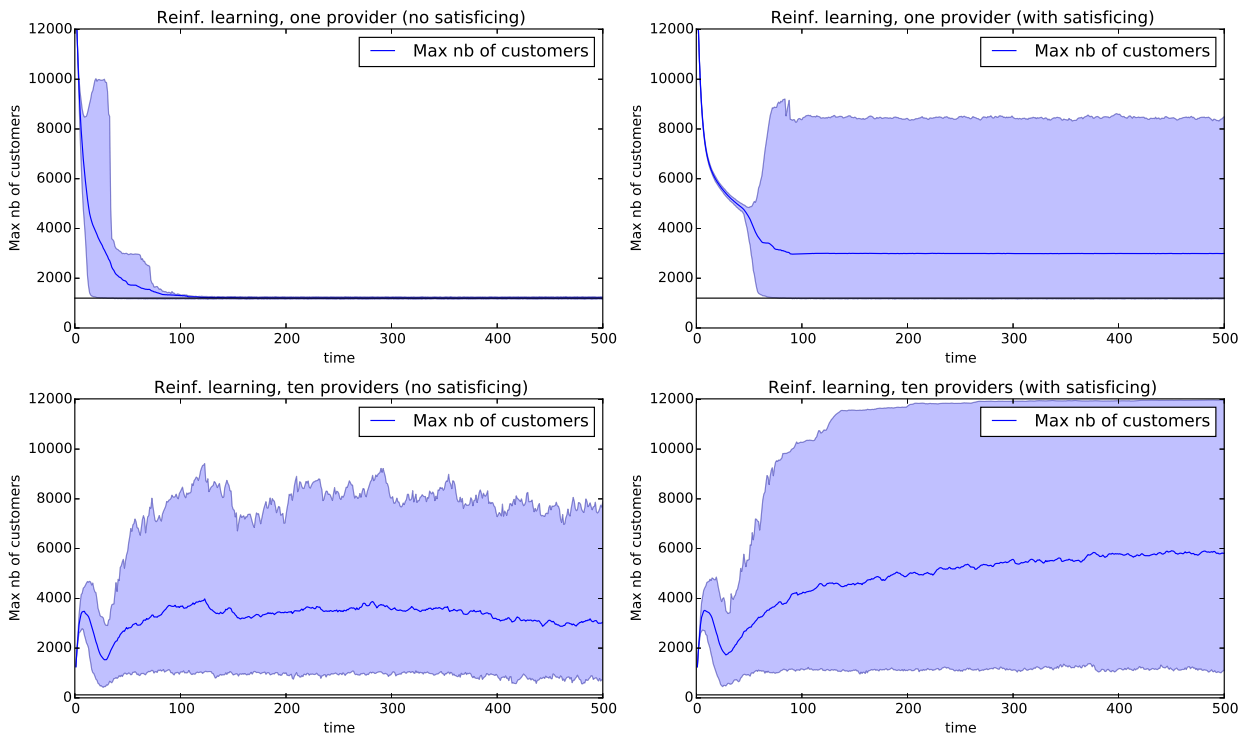 Reinf. learning, one provider (no satisficing)
Max nb of customers
Max nb of customers
12000
10000
8000
6000
4000
2000
0
0 100 200 300 400 500
time
Reinf. learning, one provider (with satisficing)
Max nb of customers
Max nb of customers
12000
10000
8000
6000
4000
2000
0
0 100 200 300 400 500
time
Reinf. learning, ten providers (no satisficing)
Max nb of customers
Max nb of customers
12000
10000
8000
6000
4000
2000
0
0 100 200 300 400 500
time
Reinf. learning, ten providers (with satisficing)
Max nb of customers
Max nb of customers
12000
10000
8000
6000
4000
2000
0
0 100 200 300 400 500
time